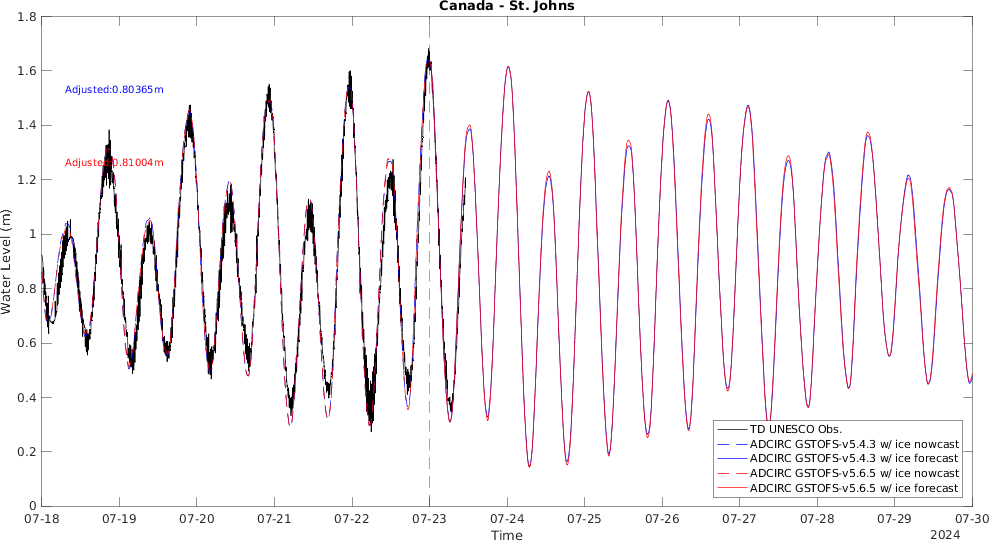 Canada - St. Johns
1.8
1.6
1.4
1.2
1
0.8
0.6
0.4
0.2
0
Water Level (m)
Adjusted:0.80365m
Adjusted:0.81004m
TD UNESCO Obs.
ADCIRC GSTOFS-v5.4.3 w/ ice nowcast
ADCIRC GSTOFS-v5.4.3 w/ ice forecast
ADCIRC GSTOFS-v5.6.5 w/ ice nowcast
ADCIRC GSTOFS-v5.6.5 w/ ice forecast
07-18 07-19 07-20 07-21 07-22 07-23 07-24 07-25 07-26 07-27 07-28 07-29 07-30
Time
2024